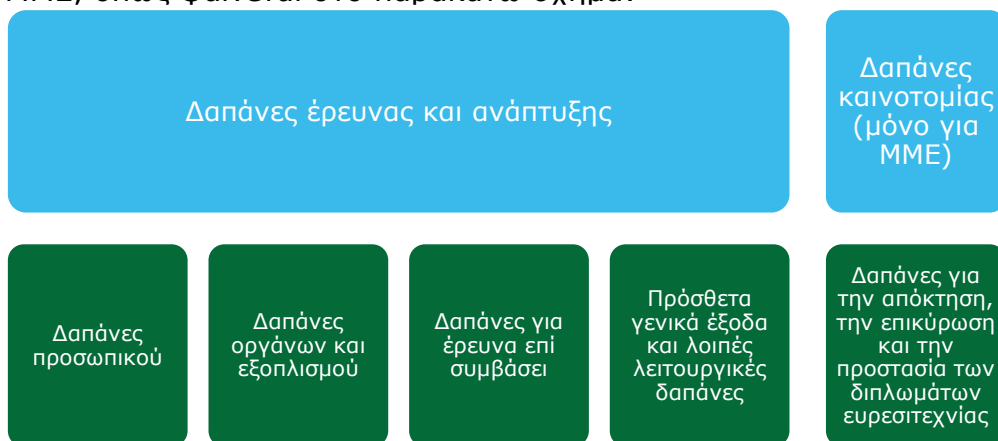 Δαπάνες έρευνας και ανάπτυξης
Δαπάνες
καινοτομίας
(μόνο για
ΜΜΕ)
Δαπάνες
προσωπικού
Δαπάνες
οργάνων και
εξοπλισμού
Δαπάνες για
έρευνα επί
συμβάσει
Πρόσθετα
γενικά έξοδα
και λοιπές
λειτουργικές
δαπάνες
Δαπάνες για
την απόκτηση,
την επικύρωση
και την
προστασία των
διπλωμάτων
ευρεσιτεχνίας